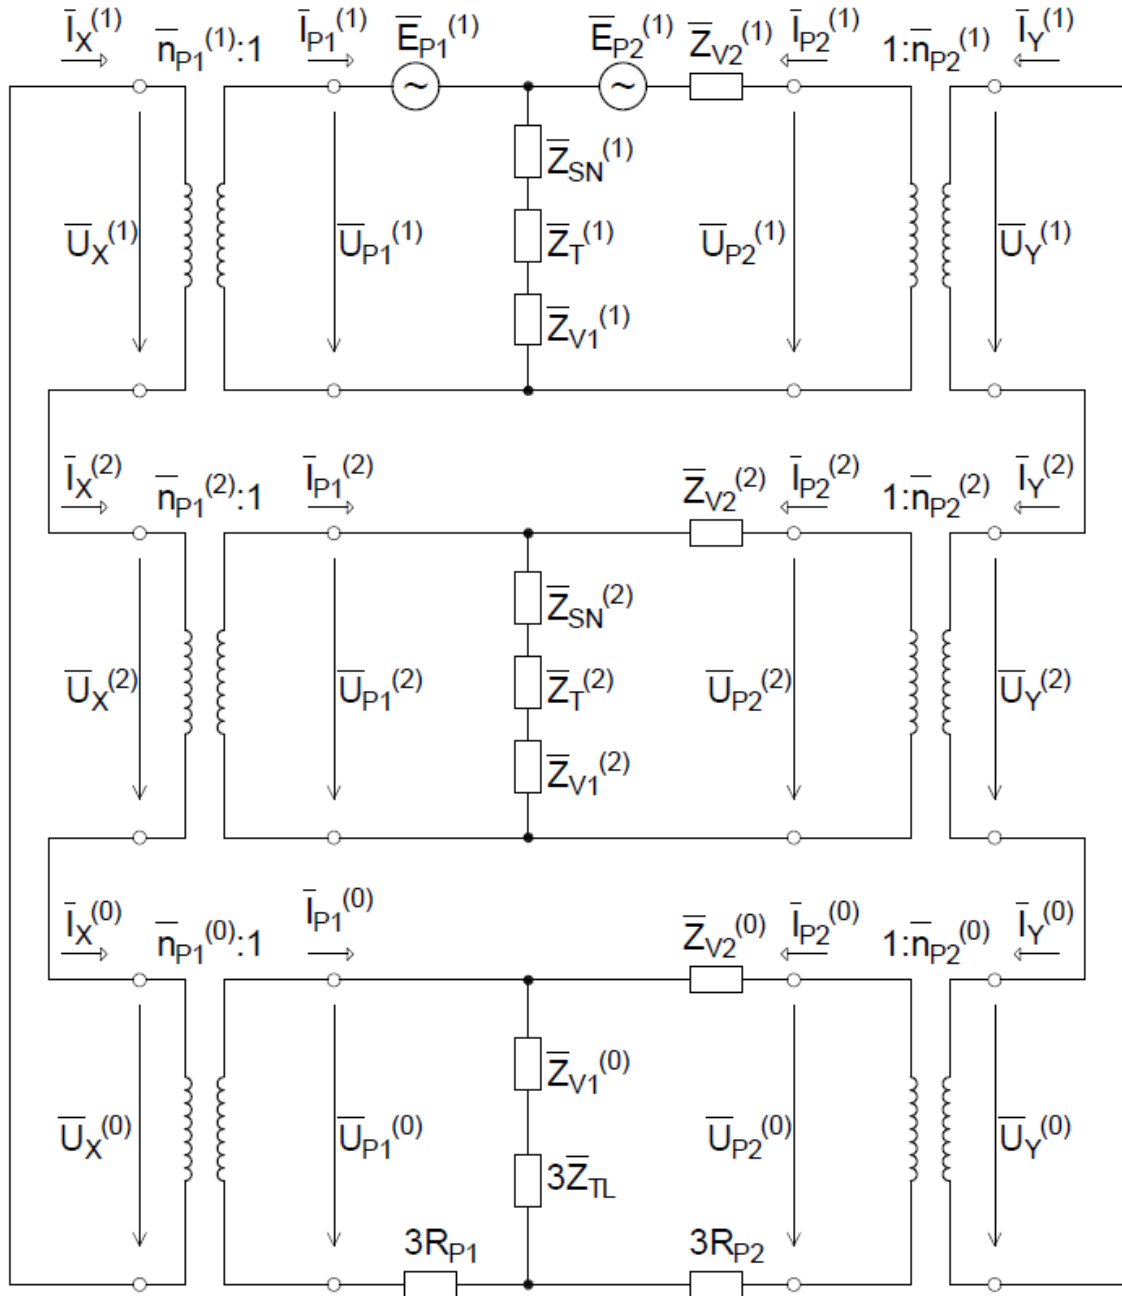 I̅X(1) n̅P1(1):1 I̅P1(1) E̅P1(1) E̅P2(1) Z̅V2(1) I̅P2(1) 1:n̅P2(1) I̅Y(1)
~ ~
Z̅SN(1)
U̅X(1) U̅P1(1) Z̅T(1) U̅P2(1) U̅Y(1)
Z̅V1(1)
I̅X(2) n̅P1(2):1 I̅P1(2) Z̅V2(2) I̅P2(2) 1:n̅P2(2) I̅Y(2)
Z̅SN(2)
U̅X(2) U̅P1(2) Z̅T(2) U̅P2(2) U̅Y(2)
Z̅V1(2)
I̅X(0) n̅P1(0):1 I̅P1(0) Z̅V2(0) I̅P2(0) 1:n̅P2(0) I̅Y(0)
Z̅V1(0)
U̅X(0) U̅P1(0) U̅P2(0) U̅Y(0)
3Z̅TL
3RP1 3RP2